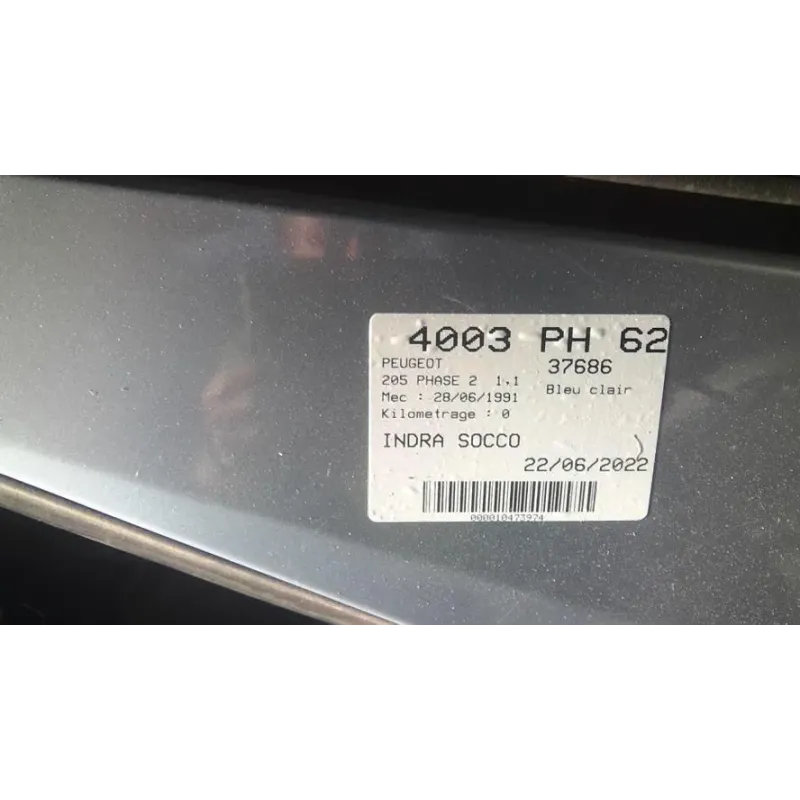 4003 PH 62
PEUGEOT 37686
205 PHASE 2 1.1 Bleu clair
Mec : 28/06/1991
Kilometrage : 0
INDRA SOCCO
22/06/2022
000010473974